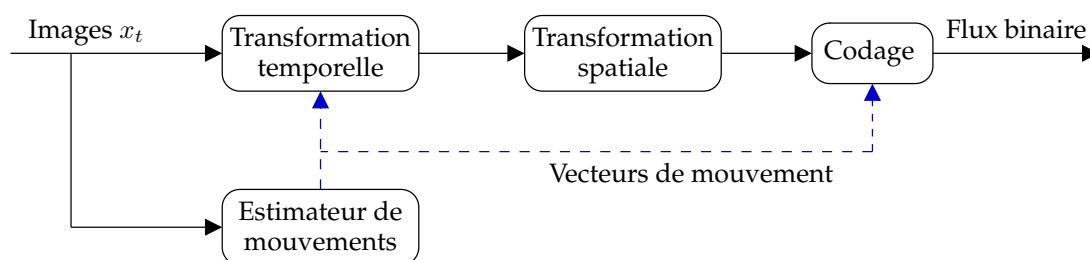 Images x_t
Transformation
temporelle
Transformation
spatiale
Codage
Flux binaire
Vecteurs de mouvement
Estimateur de
mouvements